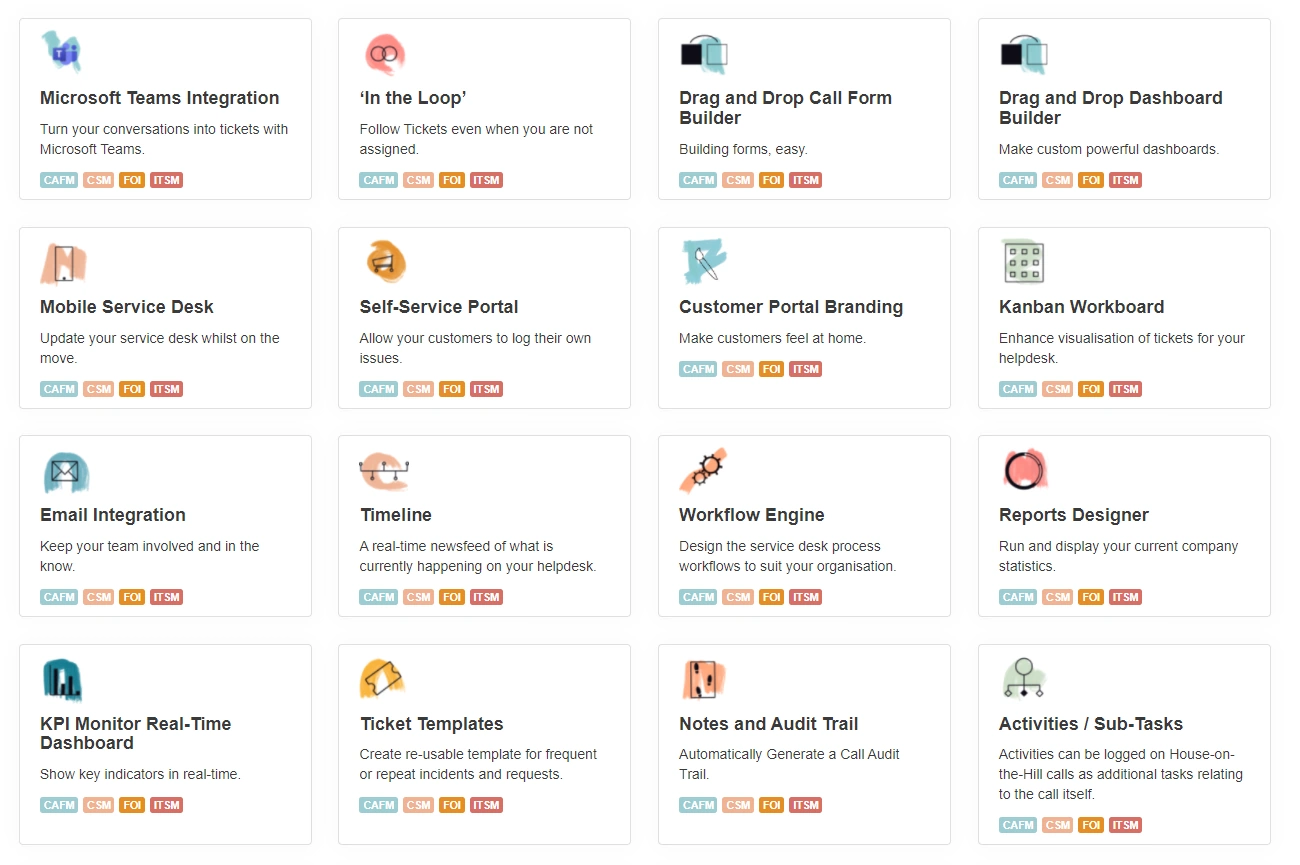 Microsoft Teams Integration
Turn your conversations into tickets with
Microsoft Teams.
CAFM CSM FOI ITSM
‘In the Loop’
Follow Tickets even when you are not
assigned.
CAFM CSM FOI ITSM
Drag and Drop Call Form
Builder
Building forms, easy.
CAFM CSM FOI ITSM
Drag and Drop Dashboard
Builder
Make custom powerful dashboards.
CAFM CSM FOI ITSM
Mobile Service Desk
Update your service desk whilst on the
move.
CAFM CSM FOI ITSM
Self-Service Portal
Allow your customers to log their own
issues.
CAFM CSM FOI ITSM
Customer Portal Branding
Make customers feel at home.
CAFM CSM FOI ITSM
Kanban Workboard
Enhance visualisation of tickets for your
helpdesk.
CAFM CSM FOI ITSM
Email Integration
Keep your team involved and in the
know.
CAFM CSM FOI ITSM
Timeline
A real-time newsfeed of what is
currently happening on your helpdesk.
CAFM CSM FOI ITSM
Workflow Engine
Design the service desk process
workflows to suit your organisation.
CAFM CSM FOI ITSM
Reports Designer
Run and display your current company
statistics.
CAFM CSM FOI ITSM
KPI Monitor Real-Time
Dashboard
Show key indicators in real-time.
CAFM CSM FOI ITSM
Ticket Templates
Create re-usable template for frequent
or repeat incidents and requests.
CAFM CSM FOI ITSM
Notes and Audit Trail
Automatically Generate a Call Audit
Trail.
CAFM CSM FOI ITSM
Activities / Sub-Tasks
Activities can be logged on House-on-
the-Hill calls as additional tasks relating
to the call itself.
CAFM CSM FOI ITSM